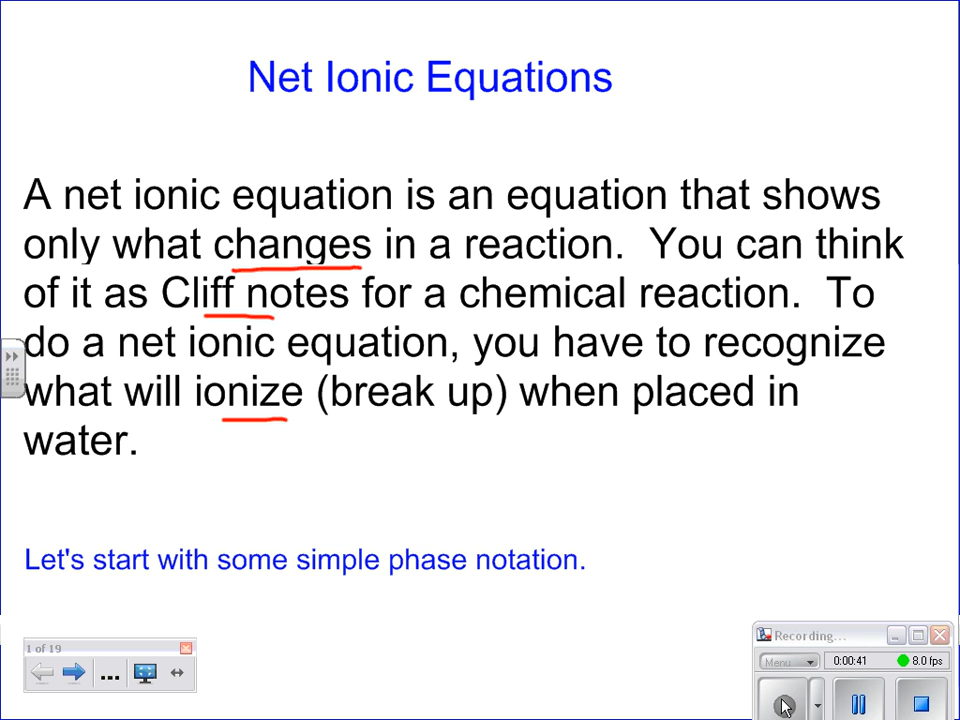 Net Ionic Equations
A net ionic equation is an equation that shows
only what changes in a reaction. You can think
of it as Cliff notes for a chemical reaction. To
do a net ionic equation, you have to recognize
what will ionize (break up) when placed in
water.
Let's start with some simple phase notation.
1 of 19
...
Recording...
Menu
0:00:41
8.0 fps